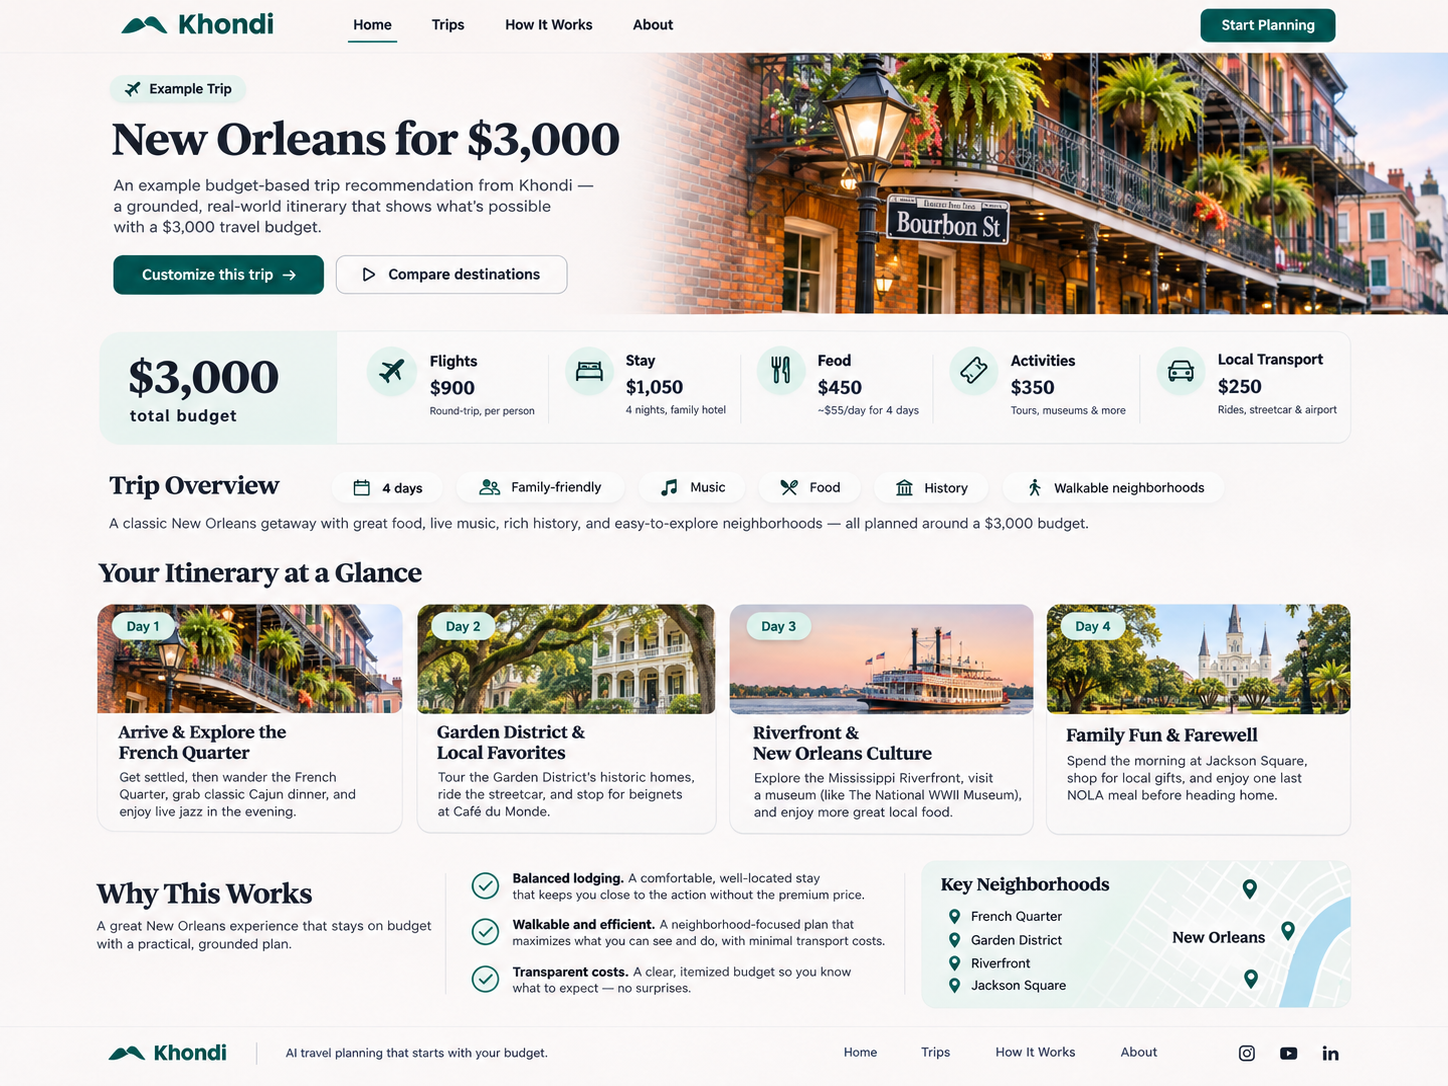 Khondi
Home
Trips
How It Works
About
Start Planning
Example Trip
New Orleans for $3,000
An example budget-based trip recommendation from Khondi —
a grounded, real-world itinerary that shows what's possible
with a $3,000 travel budget.
Customize this trip →
Compare destinations
Bourbon St
$3,000
total budget
Flights
$900
Round-trip, per person
Stay
$1,050
4 nights, family hotel
Feod
$450
~$55/day for 4 days
Activities
$350
Tours, museums & more
Local Transport
$250
Rides, streetcar & airport
Trip Overview
4 days
Family-friendly
Music
Food
History
Walkable neighborhoods
A classic New Orleans getaway with great food, live music, rich history, and easy-to-explore neighborhoods — all planned around a $3,000 budget.
Your Itinerary at a Glance
Day 1
Arrive & Explore the
French Quarter
Get settled, then wander the French
Quarter, grab classic Cajun dinner, and
enjoy live jazz in the evening.
Day 2
Garden District &
Local Favorites
Tour the Garden District's historic homes,
ride the streetcar, and stop for beignets
at Café du Monde.
Day 3
Riverfront &
New Orleans Culture
Explore the Mississippi Riverfront, visit
a museum (like The National WWII Museum),
and enjoy more great local food.
Day 4
Family Fun & Farewell
Spend the morning at Jackson Square,
shop for local gifts, and enjoy one last
NOLA meal before heading home.
Why This Works
A great New Orleans experience that stays on budget
with a practical, grounded plan.
Balanced lodging. A comfortable, well-located stay
that keeps you close to the action without the premium price.
Walkable and efficient. A neighborhood-focused plan that
maximizes what you can see and do, with minimal transport costs.
Transparent costs. A clear, itemized budget so you know
what to expect — no surprises.
Key Neighborhoods
French Quarter
Garden District
Riverfront
Jackson Square
New Orleans
Khondi
AI travel planning that starts with your budget.
Home
Trips
How It Works
About